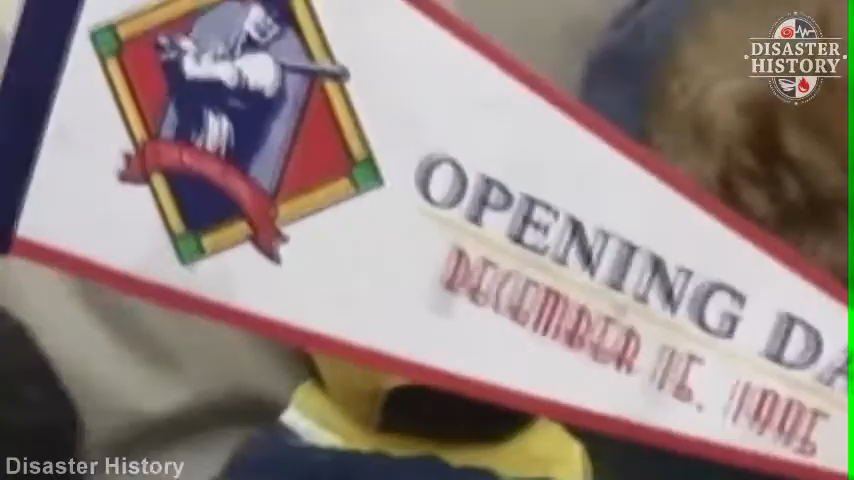 DISASTER
HISTORY
OPENING DA
DECEMBER
Disaster History